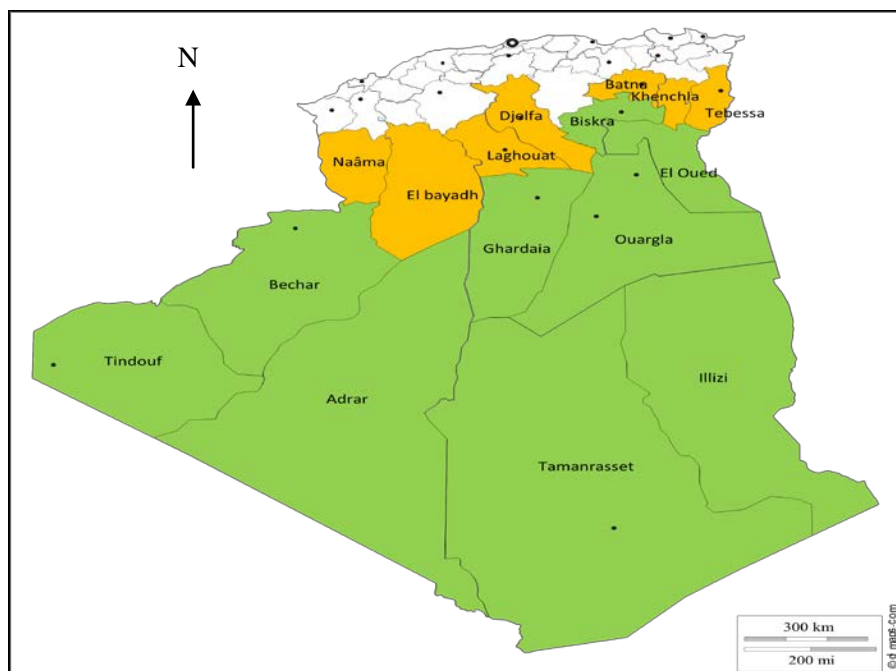 N
Batna
Khenchla
Djelfa
Tebessa
Biskra
Naâma
Laghouat
El Oued
El bayadh
Ghardaia
Ouargla
Bechar
Tindouf
Illizi
Adrar
Tamanrasset
300 km
200 mi